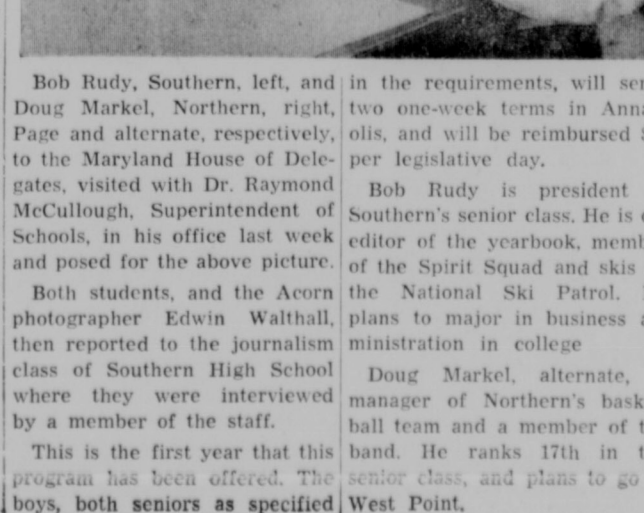 Bob Rudy, Southern, left, and
Doug Markel, Northern, right,
Page and alternate, respectively,
to the Maryland House of Dele-
gates, visited with Dr. Raymond
McCullough, Superintendent of
Schools, in his office last week
and posed for the above picture.
Both students, and the Acorn
photographer Edwin Walthall,
then reported to the journalism
class of Southern High School
where they were interviewed
by a member of the staff.
This is the first year that this
program has been offered. The
boys, both seniors as specified
in the requirements, will
two one-week terms in
olis, and will be reimbursed
per legislative day.
Bob Rudy is president
Southern's senior class. He is
editor of the yearbook,
of the Spirit Squad and skis
the National Ski Patrol.
plans to major in business
ministration in college
Doug Markel, alternate,
manager of Northern's
ball team and a member of
band. He ranks 17th in
senior class, and plans to go
West Point.